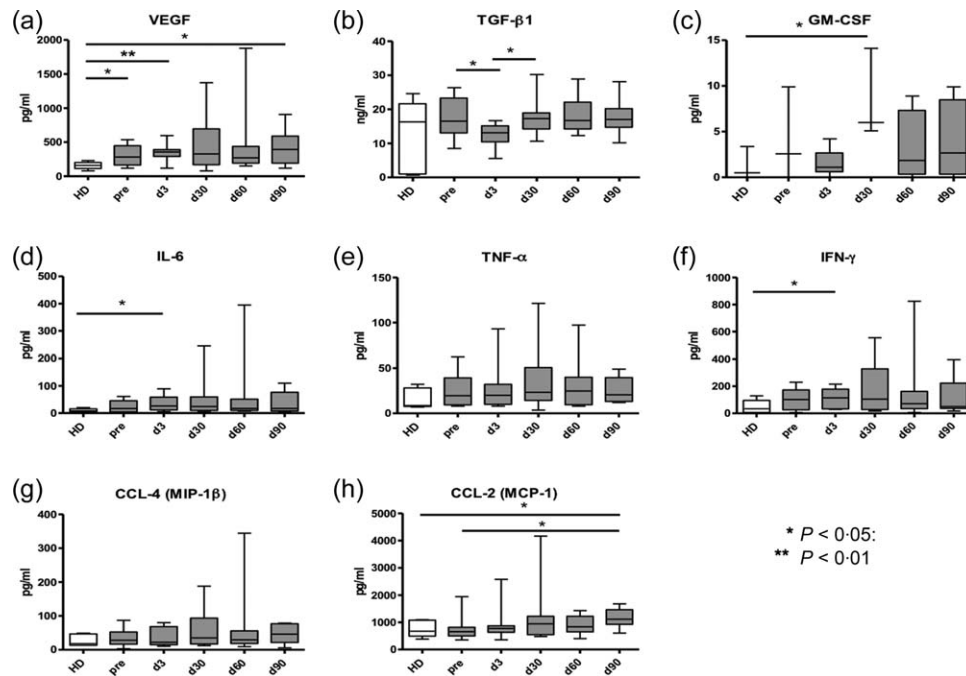 (a)
VEGF
*
**
*
pg/ml
2000
1500
1000
500
0
HD pre d3 d30 d60 d90
(b)
TGF-β1
*
*
ng/ml
40
30
20
10
0
HD pre d3 d30 d60 d90
(c)
GM-CSF
*
pg/ml
15
10
5
0
HD pre d3 d30 d60 d90
(d)
IL-6
*
pg/ml
500
400
300
200
100
0
HD pre d3 d30 d60 d90
(e)
TNF-α
pg/ml
150
100
50
0
HD pre d3 d30 d60 d90
(f)
IFN-γ
*
pg/ml
1000
800
600
400
200
0
HD pre d3 d30 d60 d90
(g)
CCL-4 (MIP-1β)
pg/ml
400
300
200
100
0
HD pre d3 d30 d60 d90
(h)
CCL-2 (MCP-1)
*
*
pg/ml
5000
4000
3000
2000
1000
0
HD pre d3 d30 d60 d90
* P < 0·05:
** P < 0·01